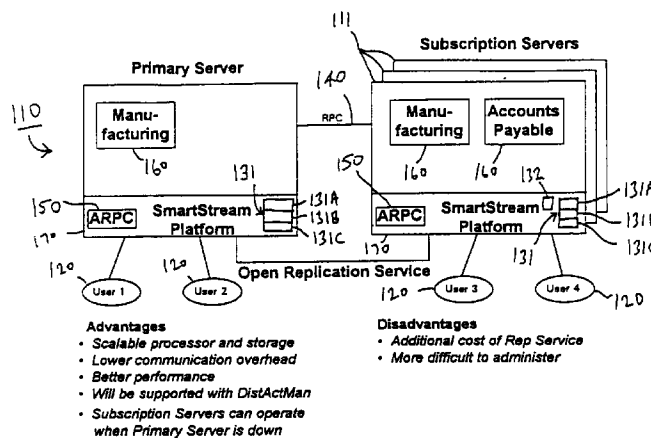 111
Subscription Servers
Primary Server
140
110
Manu-
facturing
160
RPC
Manu-
facturing
160
Accounts
Payable
160
131
132
150
ARPC
170
SmartStream
Platform
131A
131B
131C
150
ARPC
170
SmartStream
Platform
131
131A
131B
131C
Open Replication Service
120
User 1
120
User 2
120
User 3
User 4
120
Advantages
• Scalable processor and storage
• Lower communication overhead
• Better performance
• Will be supported with DistActMan
• Subscription Servers can operate
when Primary Server is down
Disadvantages
• Additional cost of Rep Service
• More difficult to administer